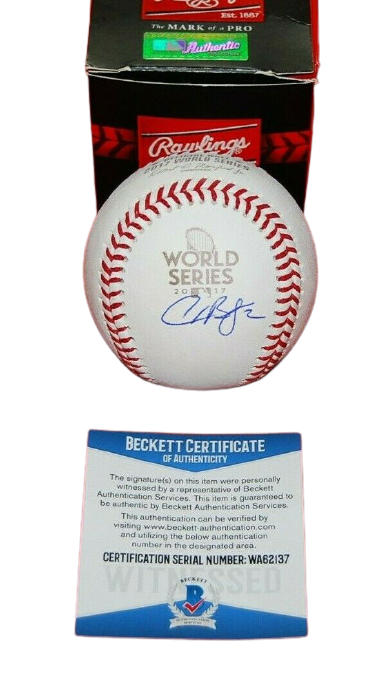 Est. 1887
The MARK of a PRO
Authentic
Rawlings
2017 WORLD SERIES
WORLD
SERIES
2017
BECKETT CERTIFICATE
OF AUTHENTICITY
The signature(s) on this item were personally
witnessed by a representative of Beckett
Authentication Services. This item is guaranteed to
be authentic by Beckett Authentication Services.
This authentication can be verified by
visiting www.beckett-authentication.com
and utilizing the below authentication
number in the designated area.
CERTIFICATION SERIAL NUMBER: WA62137
WITNESSED
BECKETT
B